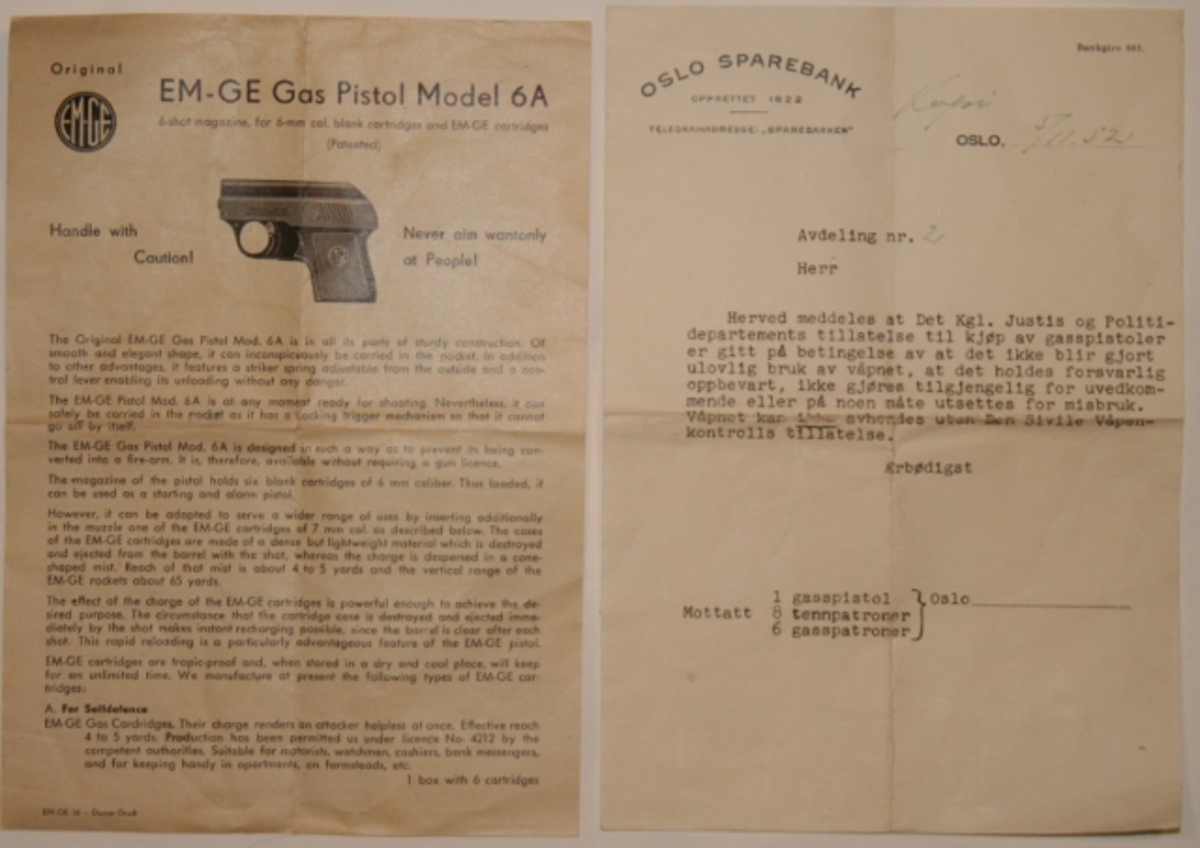 Original
EM-GE
EM-GE Gas Pistol Model 6A
6-shot magazine, for 6-mm cal. blank cartridges and EM-GE cartridges
(Patented)
Handle with
Caution!
Never aim wantonly
at People!
The Original EM-GE Gas Pistol Mod. 6A is in all its parts of sturdy construction. Of
smooth and elegant shape, it can inconspicuously be carried in the pocket. In addition
to other advantages, it features a striker spring adjustable from the outside and a con-
trol lever enabling its unloading without any danger.
The EM-GE Pistol Mod. 6A is at any moment ready for shooting. Nevertheless, it can
safely be carried in the pocket as it has a cocking trigger mechanism so that it cannot
go off by itself.
The EM-GE Gas Pistol Mod. 6A is designed in such a way as to prevent its being con-
verted into a fire-arm. It is, therefore, available without requiring a gun licence.
The magazine of the pistol holds six blank cartridges of 6 mm caliber. Thus loaded, it
can be used as a starting and alarm pistol.
However, it can be adapted to serve a wider range of uses by inserting additionally
in the muzzle one of the EM-GE cartridges of 7 mm cal. as described below. The cases
of the EM-GE cartridges are made of a dense but lightweight material which is destroyed
and ejected from the barrel with the shot, whereas the charge is despersed in a cone-
shaped mist. Reach of that mist is about 4 to 5 yards and the vertical range of the
EM-GE rockets about 65 yards.
The effect of the charge of the EM-GE cartridges is powerful enough to achieve the de-
sired purpose. The circumstance that the cartridge case is destroyed and ejected imme-
diately by the shot makes instant recharging possible, since the barrel is clear after each
shot. This rapid reloading is a particularly advantageous feature of the EM-GE pistol.
EM-GE cartridges are tropic-proof and, when stored in a dry and cool place, will keep
for an unlimited time. We manufacture at present the following types of EM-GE car-
tridges:
A. For Selfdefence
EM-GE Gas Cardridges. Their charge renders an attacker helpless at once. Effective reach
4 to 5 yards. Production has been permitted us under licence No. 4212 by the
competent authorities. Suitable for motorists, watchmen, cashiers, bank messengers,
and for keeping handy in apartments, on farmsteads, etc.
1 box with 6 cartridges
EM-GE
Bankgiro
OSLO SPAREBANK
OPPRETTET 1822
TELEGRAMADRESSE: „SPAREBANKEN"
Kopi
OSLO, 5/11.52
Avdeling nr. 2
Herr
Herved meddeles at Det Kgl. Justis og Politi-
departements tillatelse til kjøp av gasspistoler
er gitt på betingelse av at det ikke blir gjort
ulovlig bruk av våpnet, at det holdes forsvarlig
oppbevart, ikke gjøres tilgjengelig for uvedkom-
mende eller på noen måte utsettes for misbruk.
Våpnet kan ikke avhendes uten Den Sivile Våpen-
kontrolls tillatelse.
Ærbødigst
Mottatt 1 gasspistol
8 tennpatroner
6 gasspatroner
Oslo